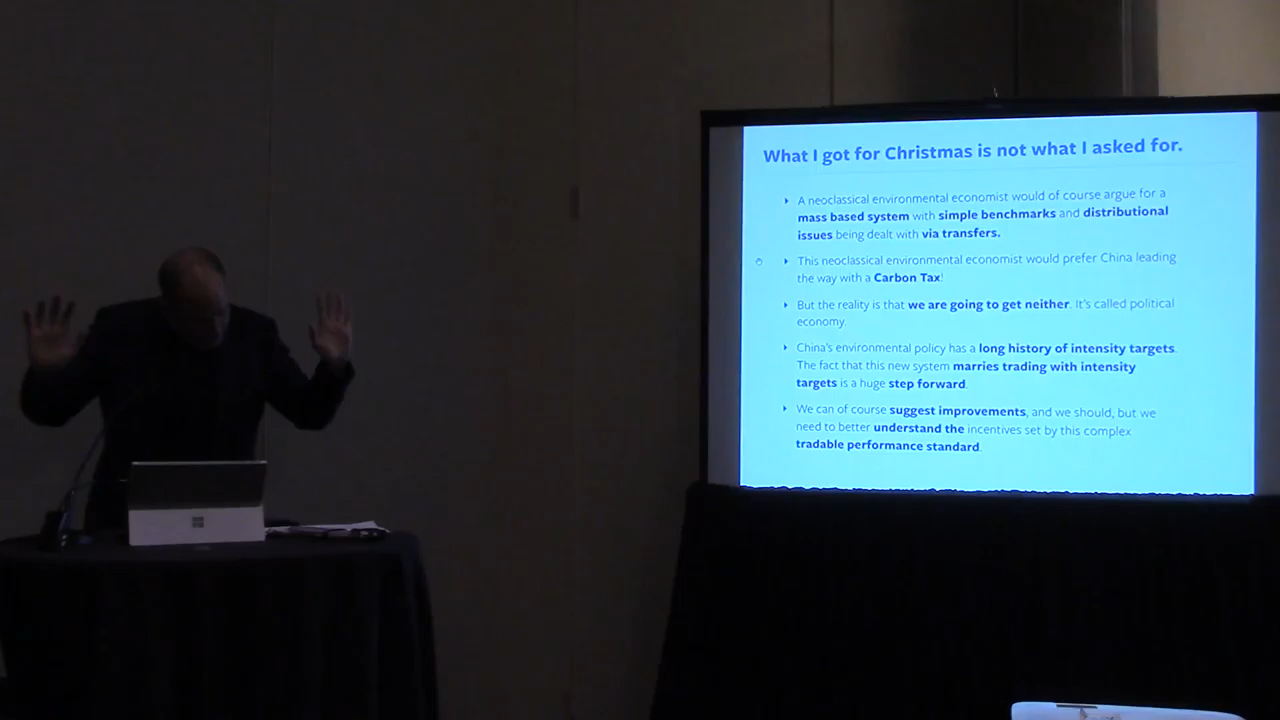 What I got for Christmas is not what I asked for.
A neoclassical environmental economist would of course argue for a
mass based system with simple benchmarks and distributional
issues being dealt with via transfers.
This neoclassical environmental economist would prefer China leading
the way with a Carbon Tax!
But the reality is that we are going to get neither. It's called political
economy.
China's environmental policy has a long history of intensity targets.
The fact that this new system marries trading with intensity
targets is a huge step forward.
We can of course suggest improvements, and we should, but we
need to better understand the incentives set by this complex
tradable performance standard.